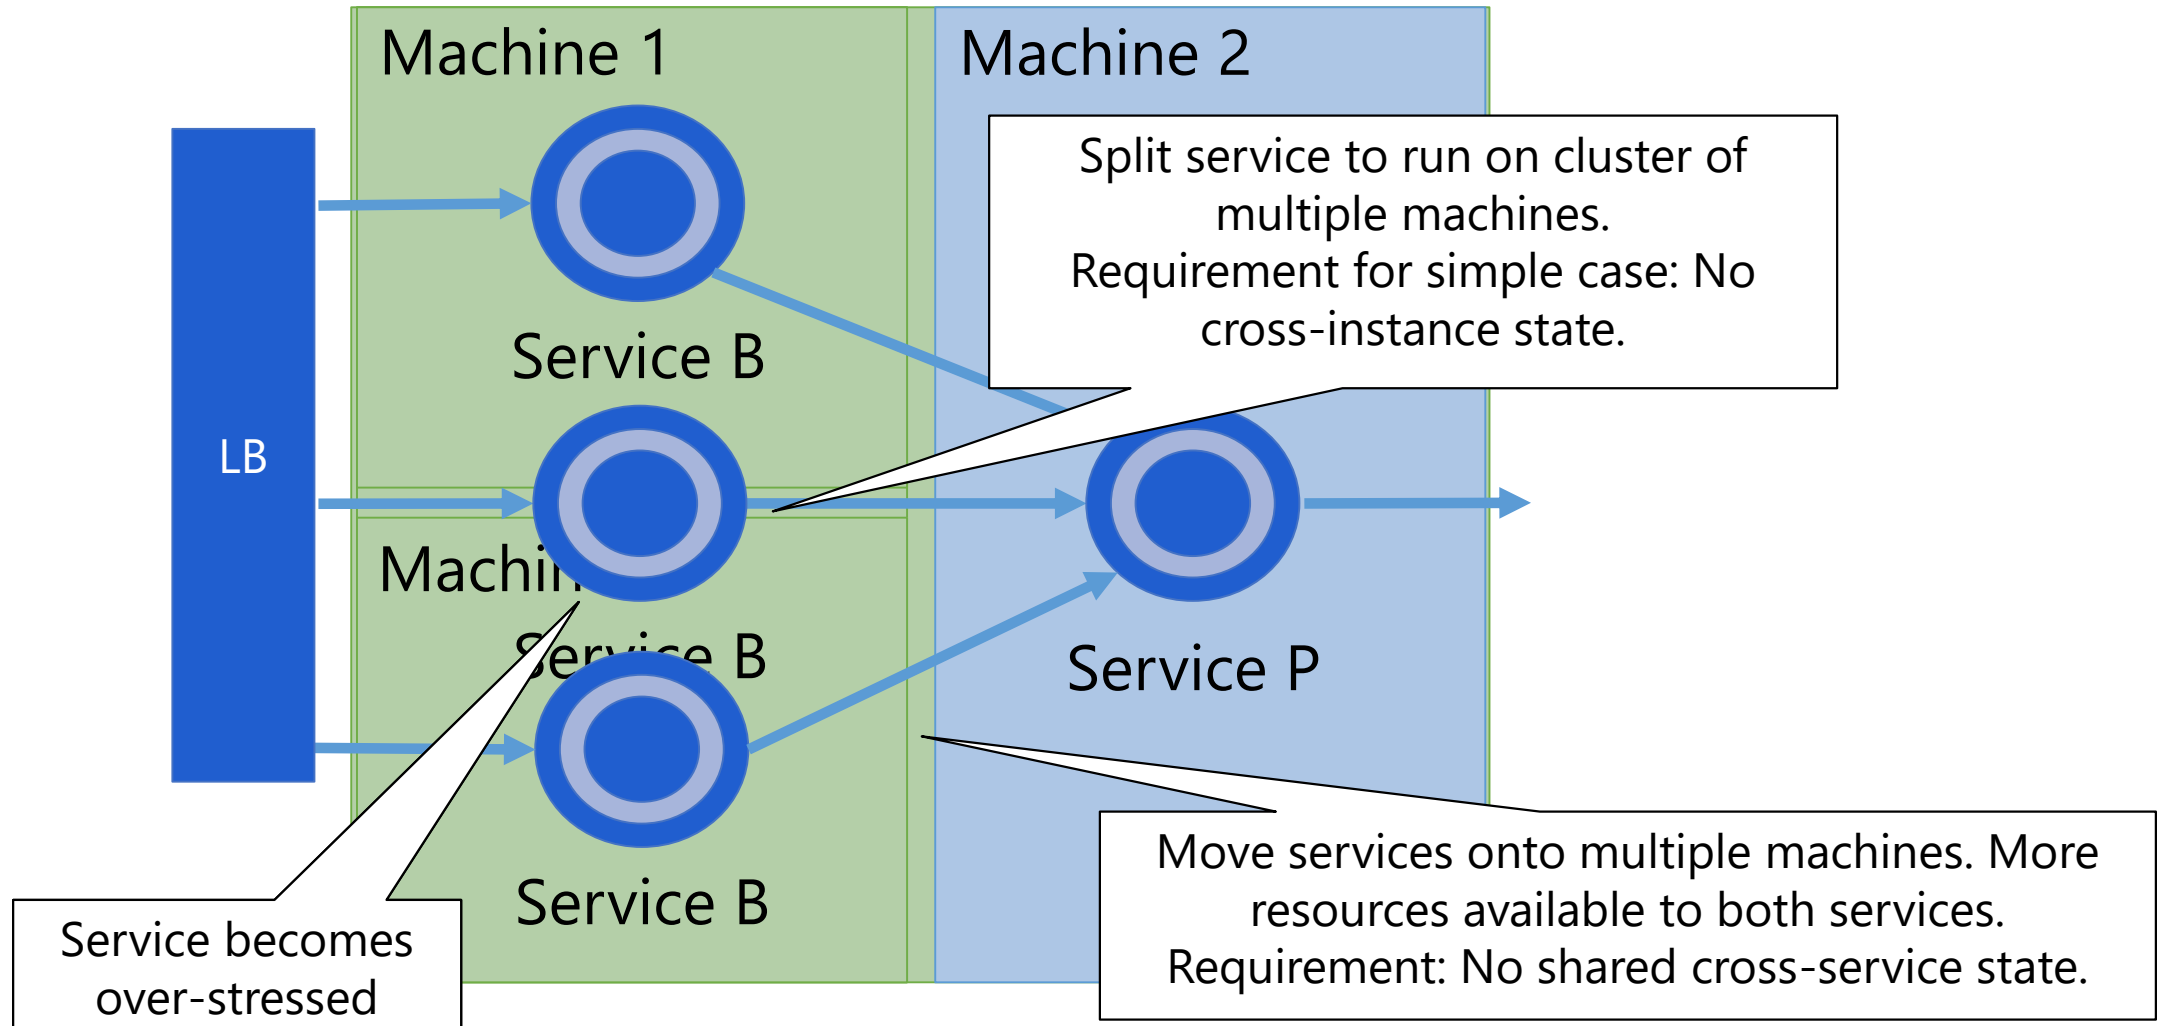 Machine 1
Machine 2
Split service to run on cluster of
multiple machines.
Requirement for simple case: No
cross-instance state.
Service B
LB
Service B
Service P
Move services onto multiple machines. More
resources available to both services.
Requirement: No shared cross-service state.
Service B
Service becomes
over-stressed